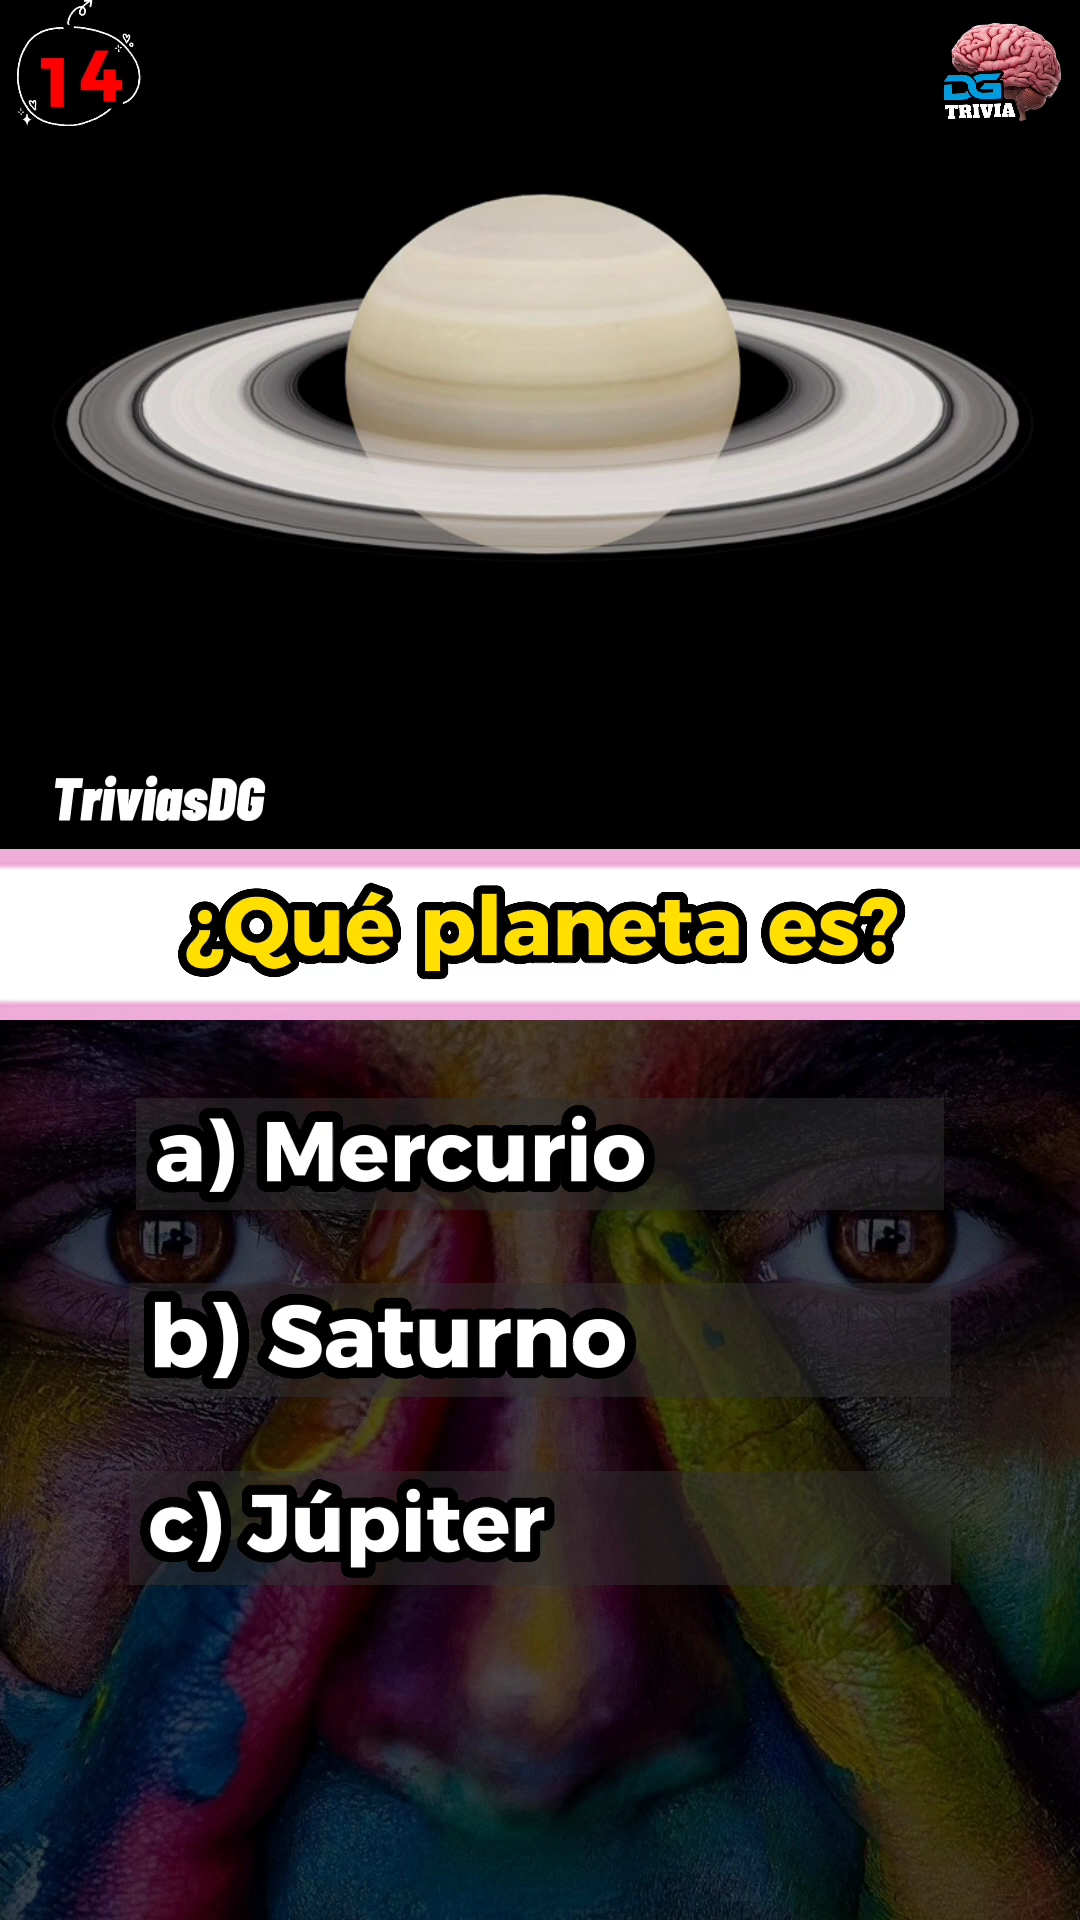 14
DG
TRIVIA
TriviasDG
¿Qué planeta es?
a) Mercurio
b) Saturno
c) Júpiter